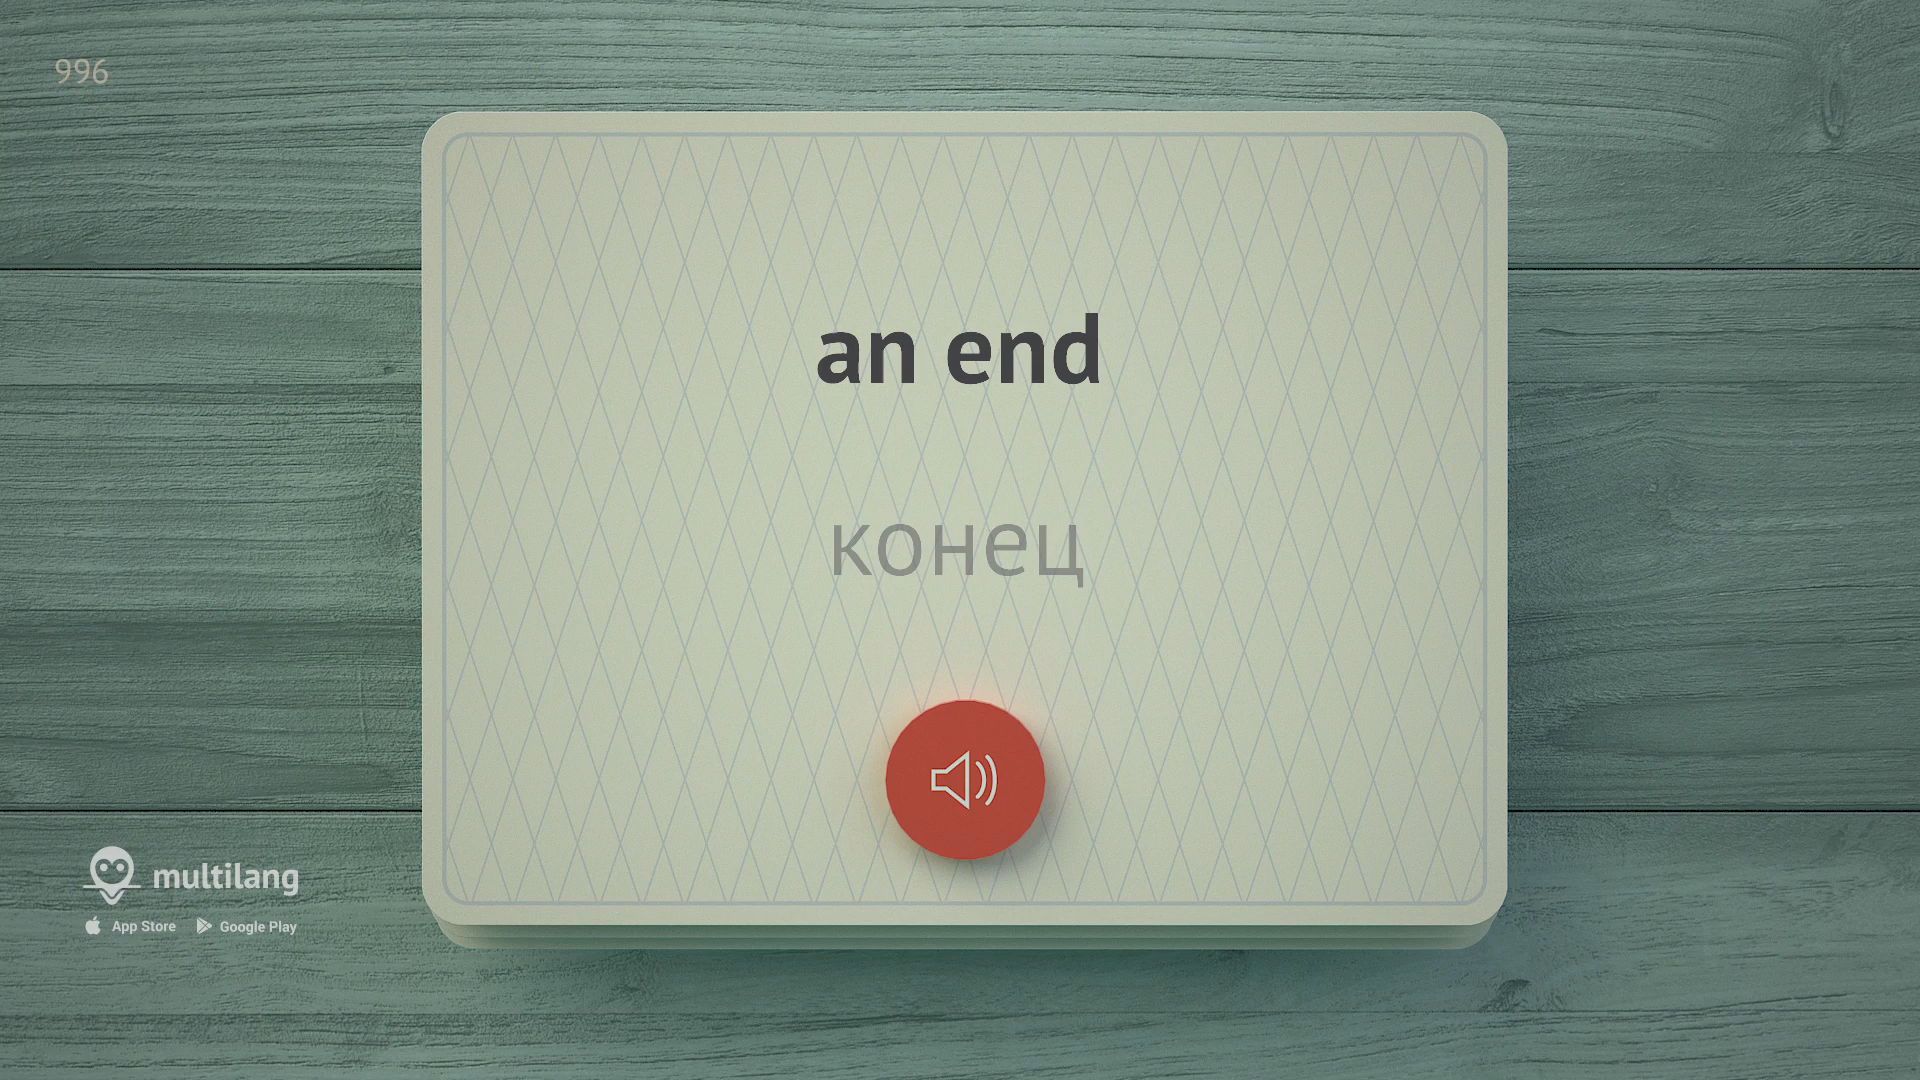 996
an end
конец
multilang
App Store Google Play